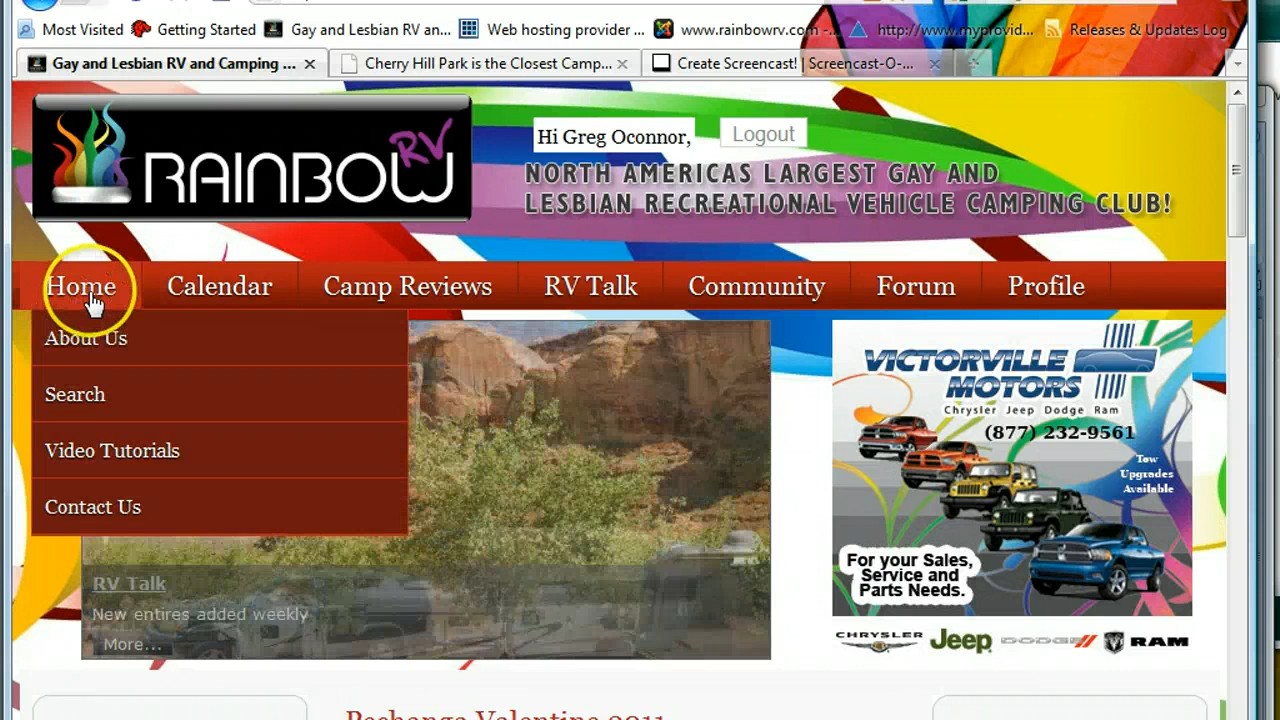 Most Visited Getting Started Gay and Lesbian RV an... Web hosting provider ... www.rainbowrv.com -... http://www.myprovid... Releases & Updates Log
Gay and Lesbian RV and Camping ... Cherry Hill Park is the Closest Camp... Create Screencast! | Screencast-O-...
RAINBOW RV
Hi Greg Oconnor, Logout
NORTH AMERICAS LARGEST GAY AND
LESBIAN RECREATIONAL VEHICLE CAMPING CLUB!
Home Calendar Camp Reviews RV Talk Community Forum Profile
About Us
Search
Video Tutorials
Contact Us
RV Talk
New entires added weekly
More...
VICTORVILLE
MOTORS
Chrysler Jeep Dodge Ram
(877) 232-9561
Tow
Upgrades
Available
For your Sales,
Service and
Parts Needs.
CHRYSLER Jeep DODGE RAM
Pechanga Valentine 2011